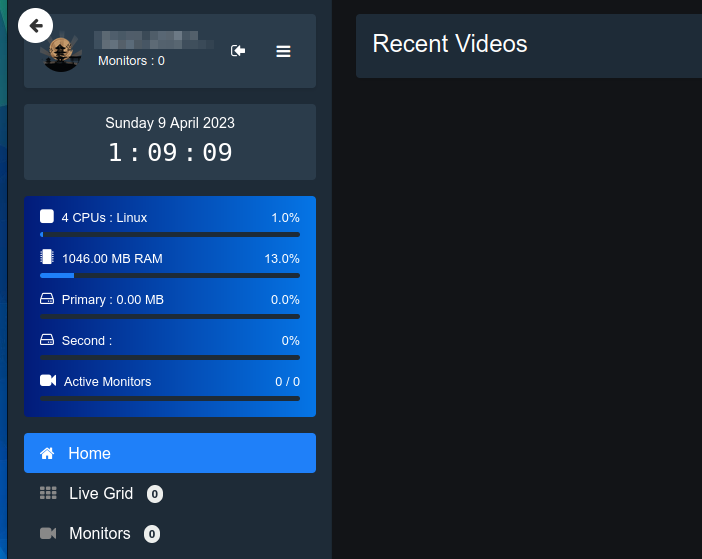 Monitors : 0
Recent Videos
Sunday 9 April 2023
1 : 09 : 09
4 CPUs : Linux 1.0%
1046.00 MB RAM 13.0%
Primary : 0.00 MB 0.0%
Second : 0%
Active Monitors 0 / 0
Home
Live Grid 0
Monitors 0